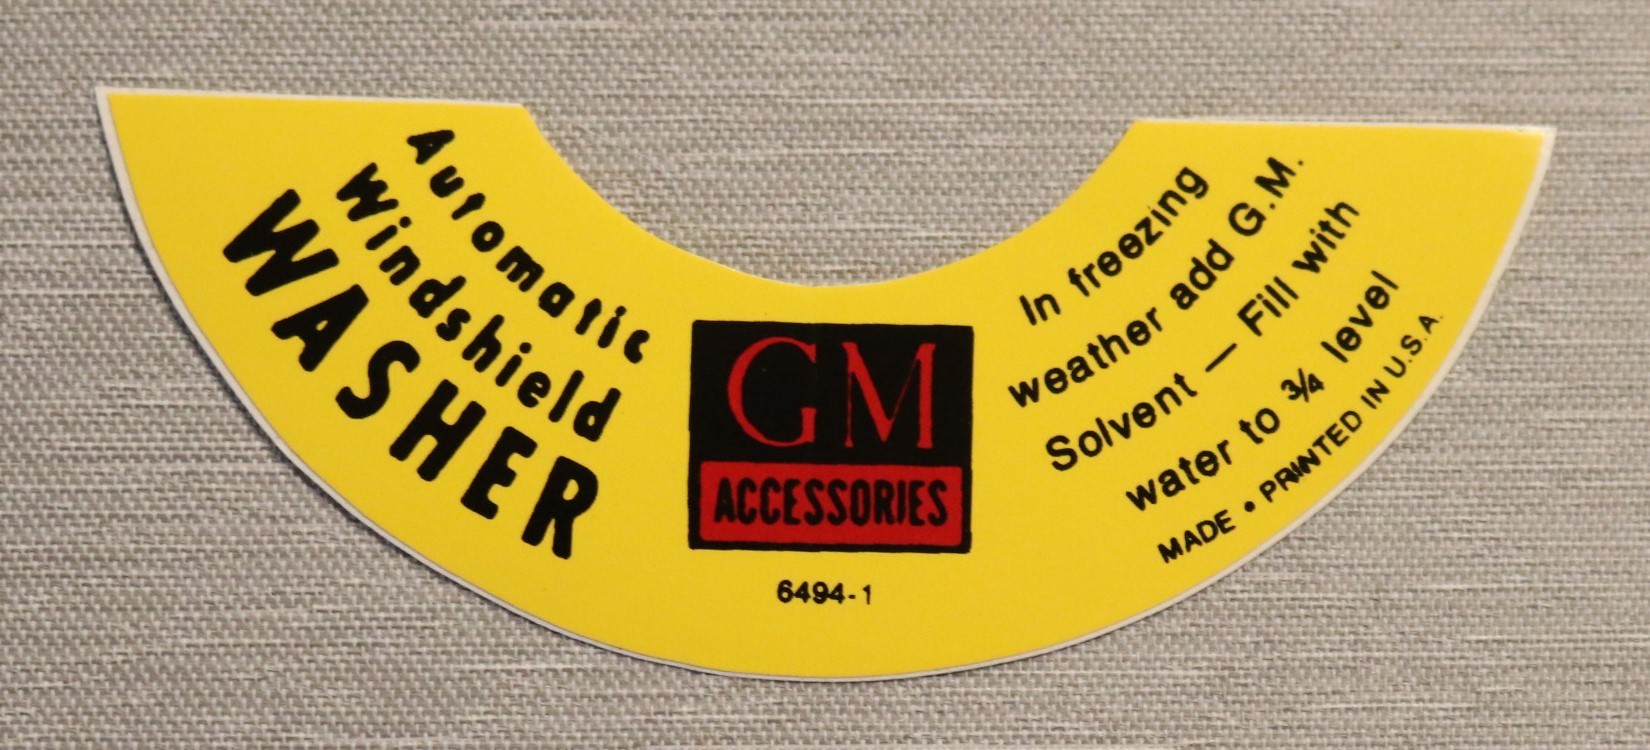 Automatic
Windshield
WASHER
GM
ACCESSORIES
6494-1
In freezing
weather add G.M.
Solvent — Fill with
water to ¾ level
MADE • PRINTED IN U.S.A.